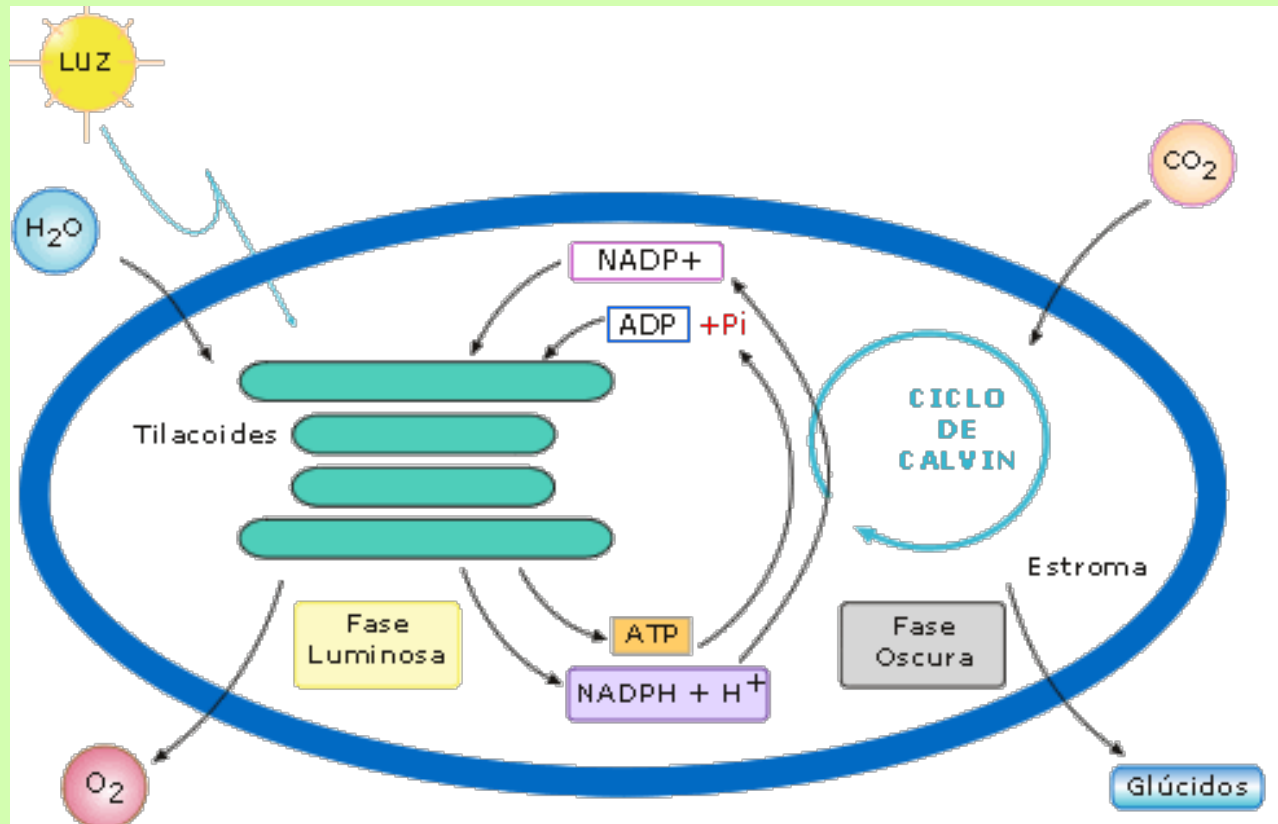 LUZ
H2O
CO2
NADP+
ADP +Pi
CICLO
DE
CALVIN
Tilacoides
Estroma
Fase
Luminosa
ATP
NADPH + H+
Fase
Oscura
O2
Glúcidos